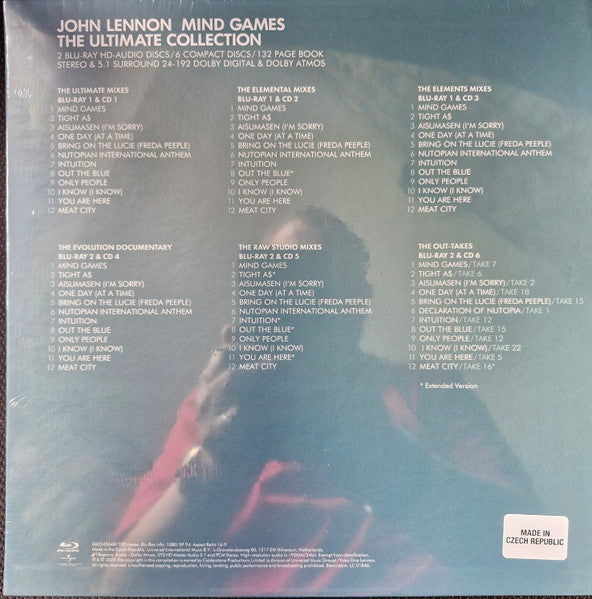 JOHN LENNON MIND GAMES
THE ULTIMATE COLLECTION
2 BLU-RAY HD-AUDIO DISCS/6 COMPACT DISCS/132 PAGE BOOK
STEREO & 5.1 SURROUND 24-192 DOLBY DIGITAL & DOLBY ATMOS
THE ULTIMATE MIXES
BLU-RAY 1 & CD 1
1 MIND GAMES
2 TIGHT A$
3 AISUMASEN (I'M SORRY)
4 ONE DAY (AT A TIME)
5 BRING ON THE LUCIE (FREDA PEEPLE)
6 NUTOPIAN INTERNATIONAL ANTHEM
7 INTUITION
8 OUT THE BLUE
9 ONLY PEOPLE
10 I KNOW (I KNOW)
11 YOU ARE HERE
12 MEAT CITY
THE ELEMENTAL MIXES
BLU-RAY 1 & CD 2
1 MIND GAMES
2 TIGHT A$
3 AISUMASEN (I'M SORRY)
4 ONE DAY (AT A TIME)
5 BRING ON THE LUCIE (FREDA PEEPLE)
6 NUTOPIAN INTERNATIONAL ANTHEM
7 INTUITION
8 OUT THE BLUE*
9 ONLY PEOPLE
10 I KNOW (I KNOW)
11 YOU ARE HERE
12 MEAT CITY
THE ELEMENTS MIXES
BLU-RAY 1 & CD 3
1 MIND GAMES
2 TIGHT A$
3 AISUMASEN (I'M SORRY)
4 ONE DAY (AT A TIME)
5 BRING ON THE LUCIE (FREDA PEEPLE)
6 NUTOPIAN INTERNATIONAL ANTHEM
7 INTUITION
8 OUT THE BLUE
9 ONLY PEOPLE
10 I KNOW (I KNOW)
11 YOU ARE HERE
12 MEAT CITY
THE EVOLUTION DOCUMENTARY
BLU-RAY 2 & CD 4
1 MIND GAMES
2 TIGHT A$
3 AISUMASEN (I'M SORRY)
4 ONE DAY (AT A TIME)
5 BRING ON THE LUCIE (FREDA PEEPLE)
6 NUTOPIAN INTERNATIONAL ANTHEM
7 INTUITION
8 OUT THE BLUE
9 ONLY PEOPLE
10 I KNOW (I KNOW)
11 YOU ARE HERE
12 MEAT CITY
THE RAW STUDIO MIXES
BLU-RAY 2 & CD 5
1 MIND GAMES
2 TIGHT A$*
3 AISUMASEN (I'M SORRY)
4 ONE DAY (AT A TIME)
5 BRING ON THE LUCIE (FREDA PEEPLE)
6 NUTOPIAN INTERNATIONAL ANTHEM
7 INTUITION*
8 OUT THE BLUE*
9 ONLY PEOPLE
10 I KNOW (I KNOW)
11 YOU ARE HERE*
12 MEAT CITY
THE OUT-TAKES
BLU-RAY 2 & CD 6
1 MIND GAMES/TAKE 7
2 TIGHT A$/TAKE 6
3 AISUMASEN (I'M SORRY)/TAKE 2
4 ONE DAY (AT A TIME)/TAKE 18
5 BRING ON THE LUCIE (FREDA PEEPLE)/TAKE 15
6 DECLARATION OF NUTOPIA/TAKE 1
7 INTUITION/TAKE 12
8 OUT THE BLUE/TAKE 15
9 ONLY PEOPLE/TAKE 12
10 I KNOW (I KNOW)/TAKE 22
11 YOU ARE HERE/TAKE 5
12 MEAT CITY/TAKE 16*
* Extended Version
MADE IN
CZECH REPUBLIC